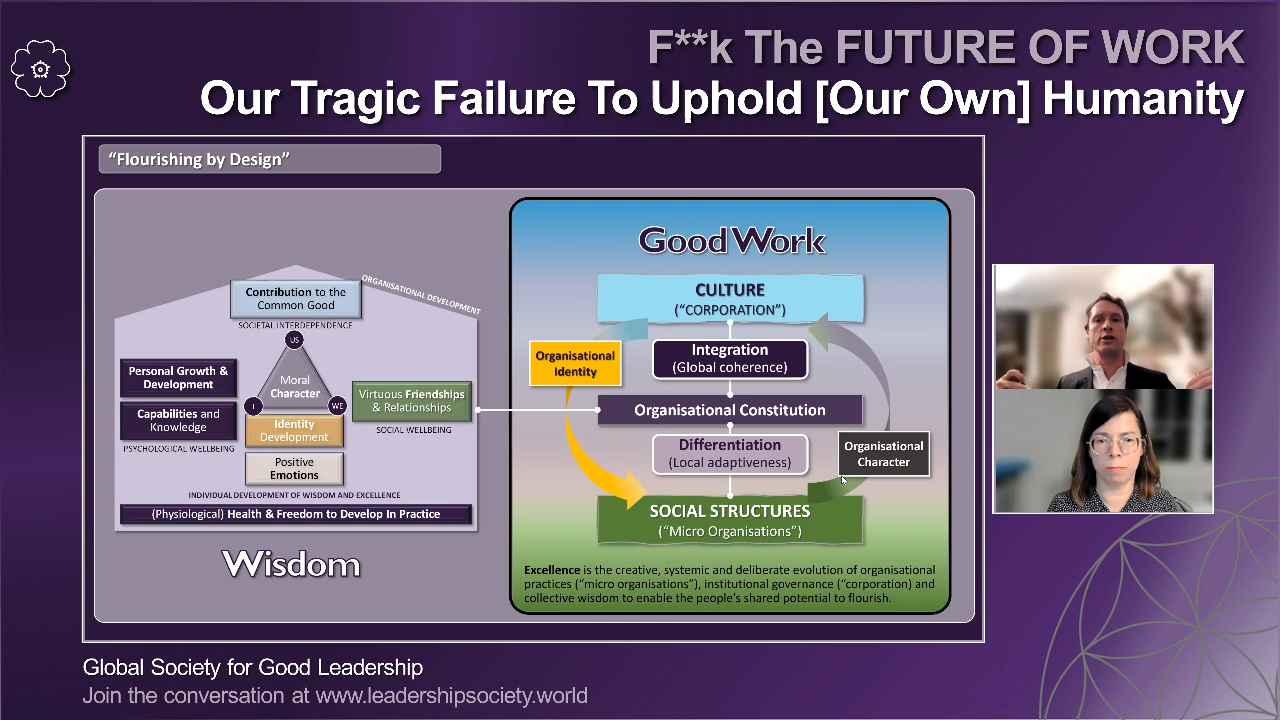 F**k The FUTURE OF WORK
Our Tragic Failure To Uphold [Our Own] Humanity
“Flourishing by Design”
Contribution to the
Common Good
ORGANISATIONAL DEVELOPMENT
SOCIETAL INTERDEPENDENCE
US
Personal Growth &
Development
Moral
Character
Capabilities and
Knowledge
I
WE
Virtuous Friendships
& Relationships
Identity
Development
PSYCHOLOGICAL WELLBEING
SOCIAL WELLBEING
Positive
Emotions
INDIVIDUAL DEVELOPMENT OF WISDOM AND EXCELLENCE
(Physiological) Health & Freedom to Develop In Practice
Wisdom
Good Work
CULTURE
(“CORPORATION”)
Organisational
Identity
Integration
(Global coherence)
Organisational Constitution
Differentiation
(Local adaptiveness)
Organisational
Character
SOCIAL STRUCTURES
(“Micro Organisations”)
Excellence is the creative, systemic and deliberate evolution of organisational
practices (“micro organisations”), institutional governance (“corporation) and
collective wisdom to enable the people’s shared potential to flourish.
Global Society for Good Leadership
Join the conversation at www.leadershipsociety.world